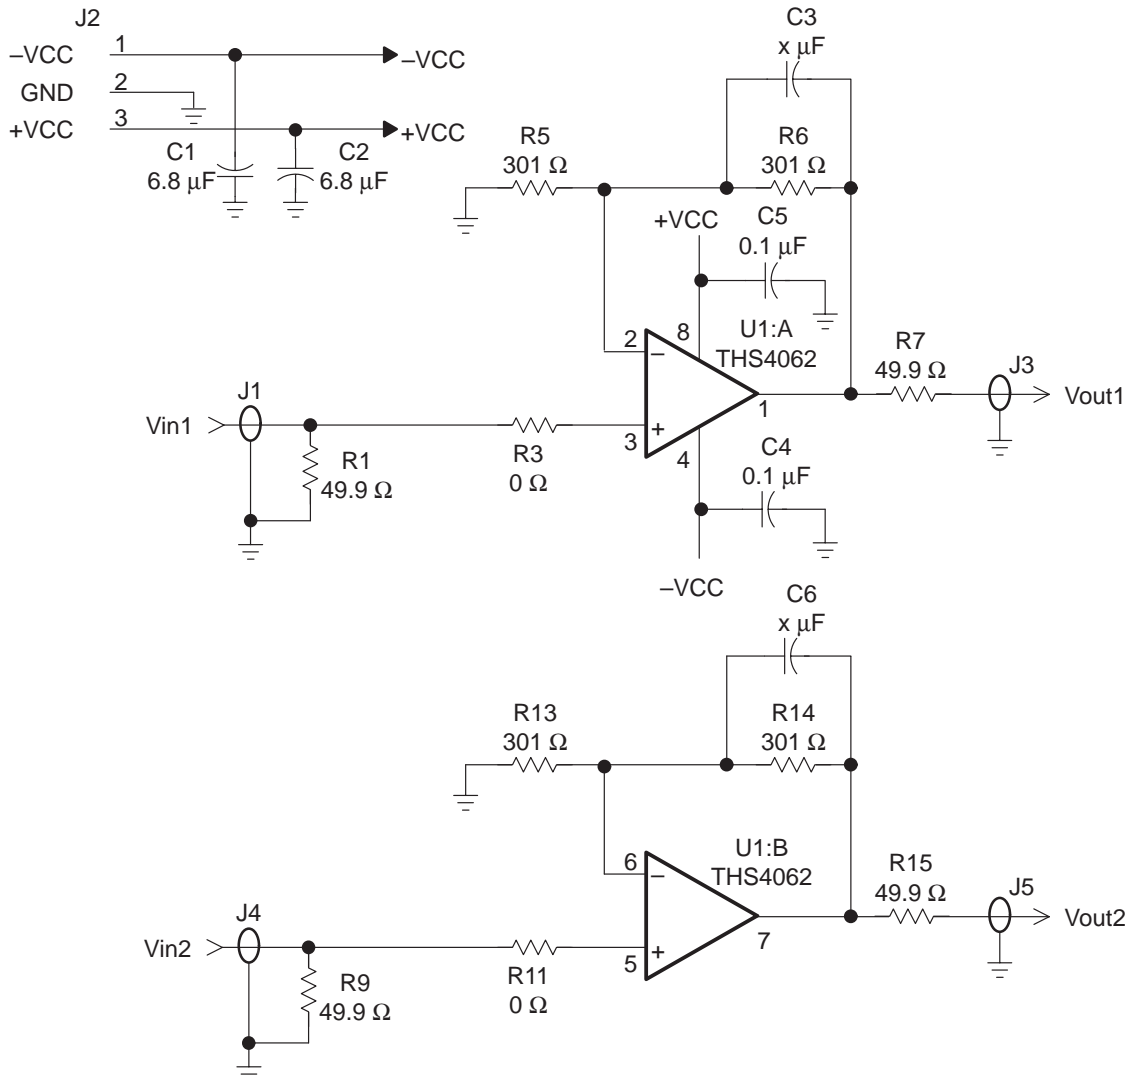 J2
–VCC 1 –VCC
GND 2
+VCC 3 +VCC
C1
6.8 µF
C2
6.8 µF
C3
x µF
R5
301 Ω
R6
301 Ω
+VCC
C5
0.1 µF
2
–
8
U1:A
THS4062
R7
49.9 Ω
J3
Vout1
1
J1
Vin1
R1
49.9 Ω
R3
0 Ω
3
+
4
C4
0.1 µF
–VCC
C6
x µF
R13
301 Ω
R14
301 Ω
6
–
U1:B
THS4062
R15
49.9 Ω
J5
Vout2
7
J4
Vin2
R9
49.9 Ω
R11
0 Ω
5
+